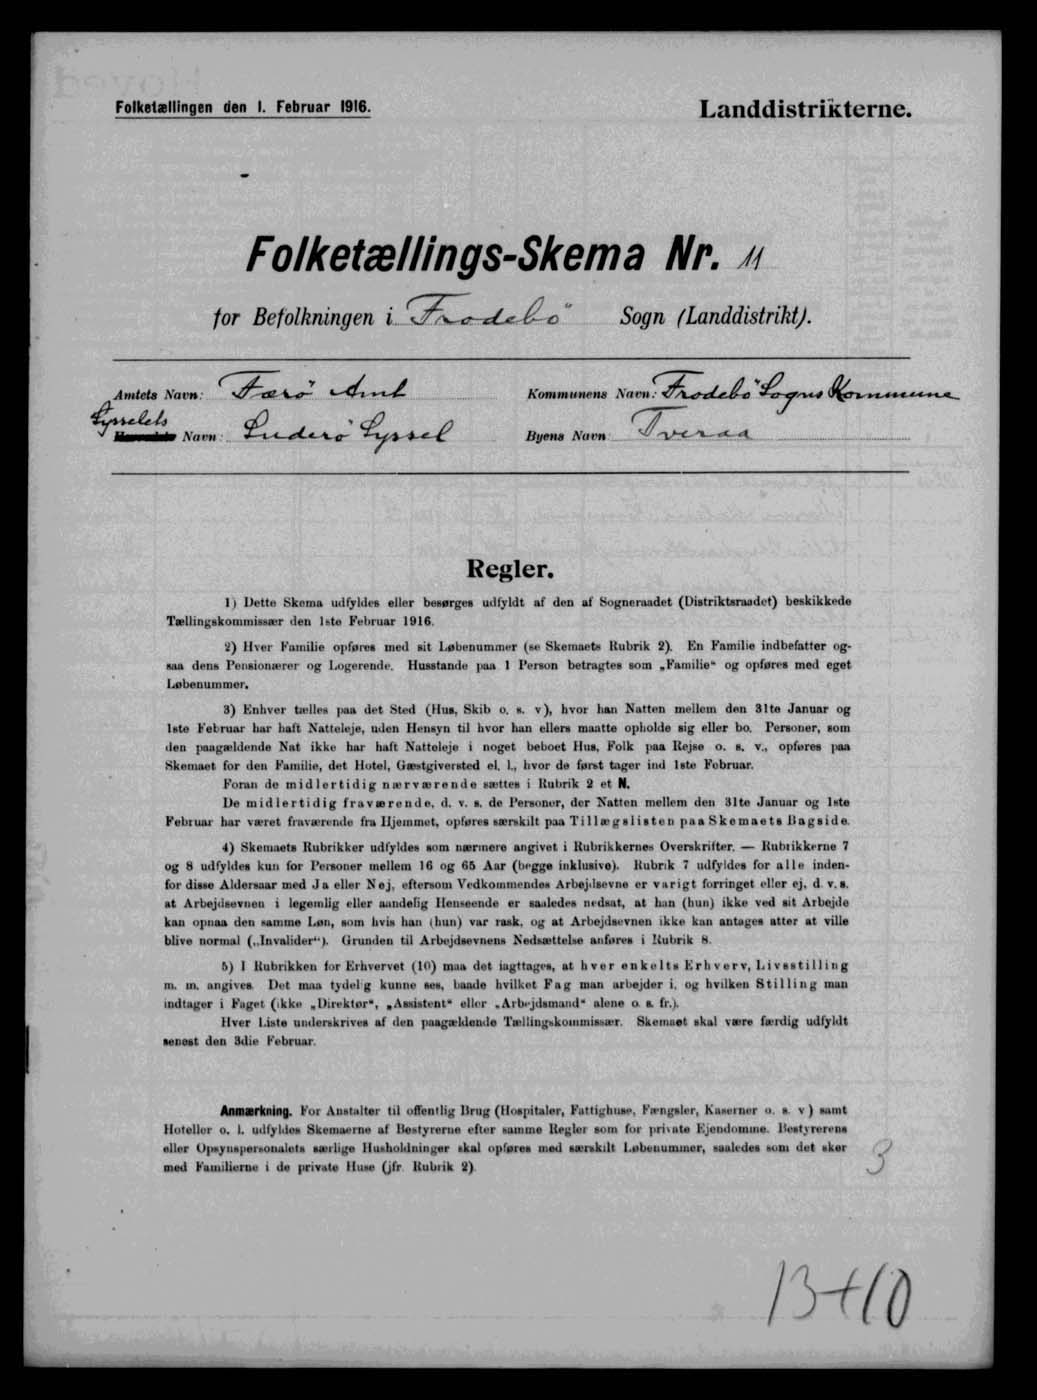 Folketællingen den 1. Februar 1916.
Landdistrikterne.
Folketællings-Skema Nr. 11
for Befolkningen i Frodebö Sogn (Landdistrikt).
Amtets Navn: Færö Amt
Kommunens Navn: Frodebö Sogns Kommune
Sysselets
Herredets Navn: Suderö Syssel
Byens Navn: Tveraa
Regler.
1) Dette Skema udfyldes eller besørges udfyldt af den af Sogneraadet (Distriktsraadet) beskikkede
Tællingskommissær den 1ste Februar 1916.
2) Hver Familie opføres med sit Løbenummer (se Skemaets Rubrik 2). En Familie indbefatter og-
saa dens Pensionærer og Logerende. Husstande paa 1 Person betragtes som „Familie“ og opføres med eget
Løbenummer.
3) Enhver tælles paa det Sted (Hus, Skib o. s. v), hvor han Natten mellem den 31te Januar og
1ste Februar har haft Natteleje, uden Hensyn til hvor han ellers maatte opholde sig eller bo. Personer, som
den paagældende Nat ikke har haft Natteleje i noget beboet Hus, Folk paa Rejse o. s. v., opføres paa
Skemaet for den Familie, det Hotel, Gæstgiversted el. l., hvor de først tager ind 1ste Februar.
Foran de midlertidig nærværende sættes i Rubrik 2 et N.
De midlertidig fraværende, d. v. s. de Personer, der Natten mellem den 31te Januar og 1ste
Februar har været fraværende fra Hjemmet, opføres særskilt paa Tillægslisten paa Skemaets Bagside.
4) Skemaets Rubrikker udfyldes som nærmere angivet i Rubrikkernes Overskrifter. — Rubrikkerne 7
og 8 udfyldes kun for Personer mellem 16 og 65 Aar (begge inklusive). Rubrik 7 udfyldes for alle inden-
for disse Aldersaar med Ja eller Nej, eftersom Vedkommendes Arbejdsevne er varigt forringet eller ej, d. v. s.
at Arbejdsevnen i legemlig eller aandelig Henseende er saaledes nedsat, at han (hun) ikke ved sit Arbejde
kan opnaa den samme Løn, som hvis han (hun) var rask, og at Arbejdsevnen ikke kan antages atter at ville
blive normal („Invalider“). Grunden til Arbejdsevnens Nedsættelse anføres i Rubrik 8.
5) I Rubrikken for Erhvervet (10) maa det iagttages, at hver enkelts Erhverv, Livsstilling
m. m. angives. Det maa tydelig kunne ses, baade hvilket Fag man arbejder i, og hvilken Stilling man
indtager i Faget (ikke „Direktør“, „Assistent“ eller „Arbejdsmand“ alene o. s. fr.).
Hver Liste underskrives af den paagældende Tællingskommissær. Skemaet skal være færdig udfyldt
senest den 3die Februar.
Anmærkning. For Anstalter til offentlig Brug (Hospitaler, Fattighuse, Fængsler, Kaserner o. s. v) samt
Hoteller o. l. udfyldes Skemaerne af Bestyrerne efter samme Regler som for private Ejendomme. Bestyrerens
eller Opsynspersonalets særlige Husholdninger skal opføres med særskilt Løbenummer, saaledes som det sker
med Familierne i de private Huse (jfr. Rubrik 2).
3
13+10